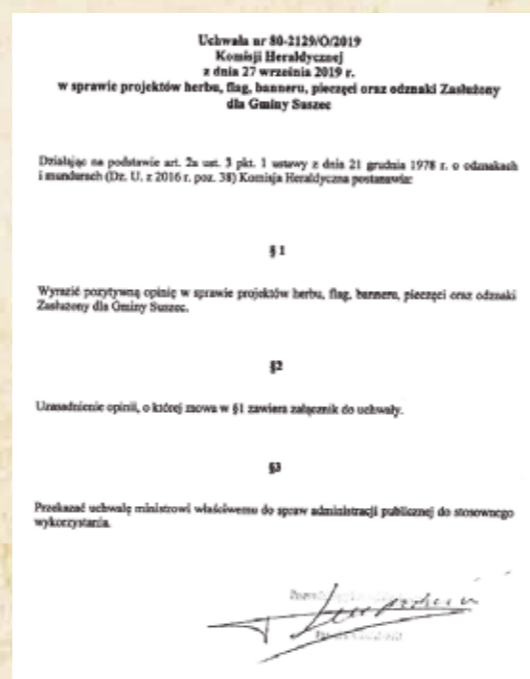 Uchwała nr 80-2129/O/2019
Komisji Heraldycznej
z dnia 27 września 2019 r.
w sprawie projektów herbu, flag, banneru, pieczęci oraz odznaki Zasłużony
dla Gminy Suszec
Działając na podstawie art. 2a ust. 3 pkt. 1 ustawy z dnia 21 grudnia 1978 r. o odznakach
i mundurach (Dz. U. z 2016 r. poz. 38) Komisja Heraldyczna postanawia:
§ 1
Wyrazić pozytywną opinię w sprawie projektów herbu, flag, banneru, pieczęci oraz odznaki
Zasłużony dla Gminy Suszec.
§2
Uzasadnienie opinii, o której mowa w §1 zawiera załącznik do uchwały.
§3
Przekazać uchwałę ministrowi właściwemu do spraw administracji publicznej do stosownego
wykorzystania.